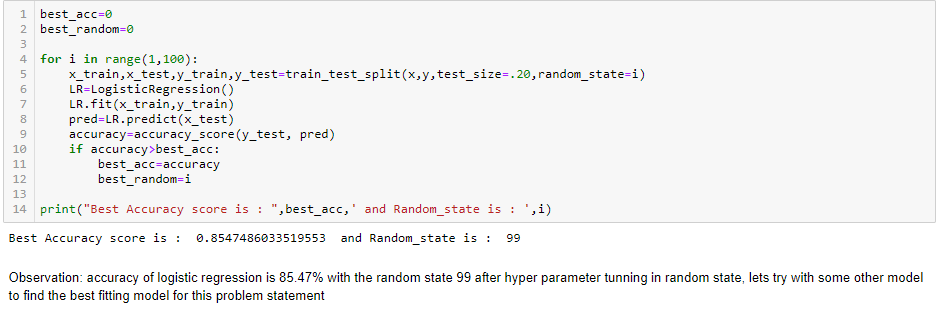 1 best_acc=0
2 best_random=0
3
4 for i in range(1,100):
5 x_train,x_test,y_train,y_test=train_test_split(x,y,test_size=.20,random_state=i)
6 LR=LogisticRegression()
7 LR.fit(x_train,y_train)
8 pred=LR.predict(x_test)
9 accuracy=accuracy_score(y_test, pred)
10 if accuracy>best_acc:
11 best_acc=accuracy
12 best_random=i
13
14 print("Best Accuracy score is : ",best_acc,' and Random_state is : ',i)
Best Accuracy score is :  0.8547486033519553  and Random_state is :  99
Observation: accuracy of logistic regression is 85.47% with the random state 99 after hyper parameter tunning in random state, lets try with some other model
to find the best fitting model for this problem statement